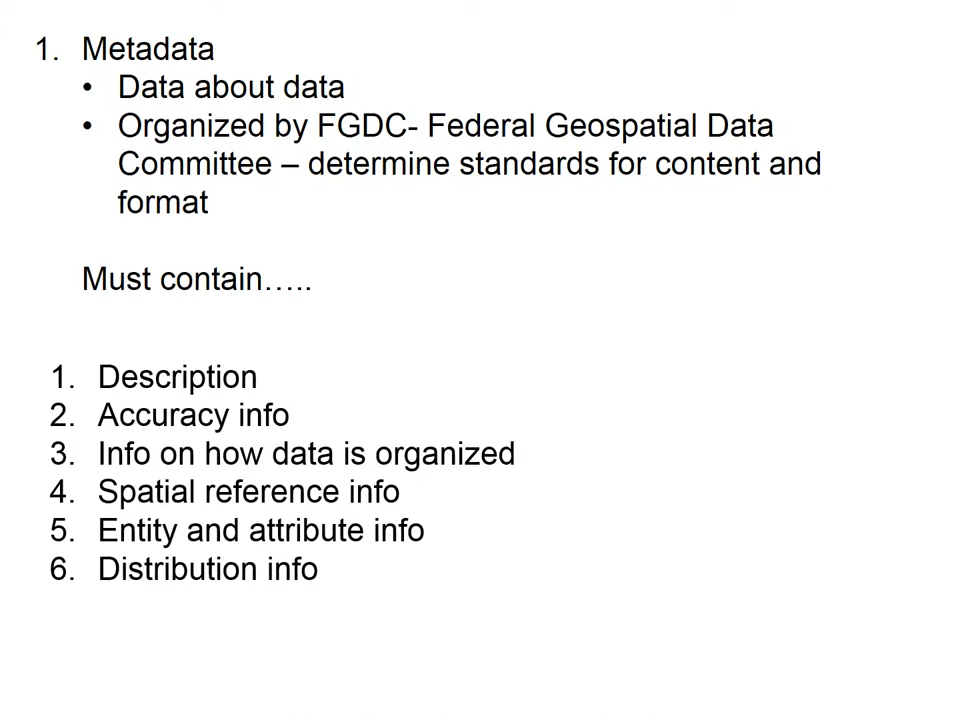 1. Metadata
• Data about data
• Organized by FGDC- Federal Geospatial Data
Committee – determine standards for content and
format
Must contain…..
1. Description
2. Accuracy info
3. Info on how data is organized
4. Spatial reference info
5. Entity and attribute info
6. Distribution info